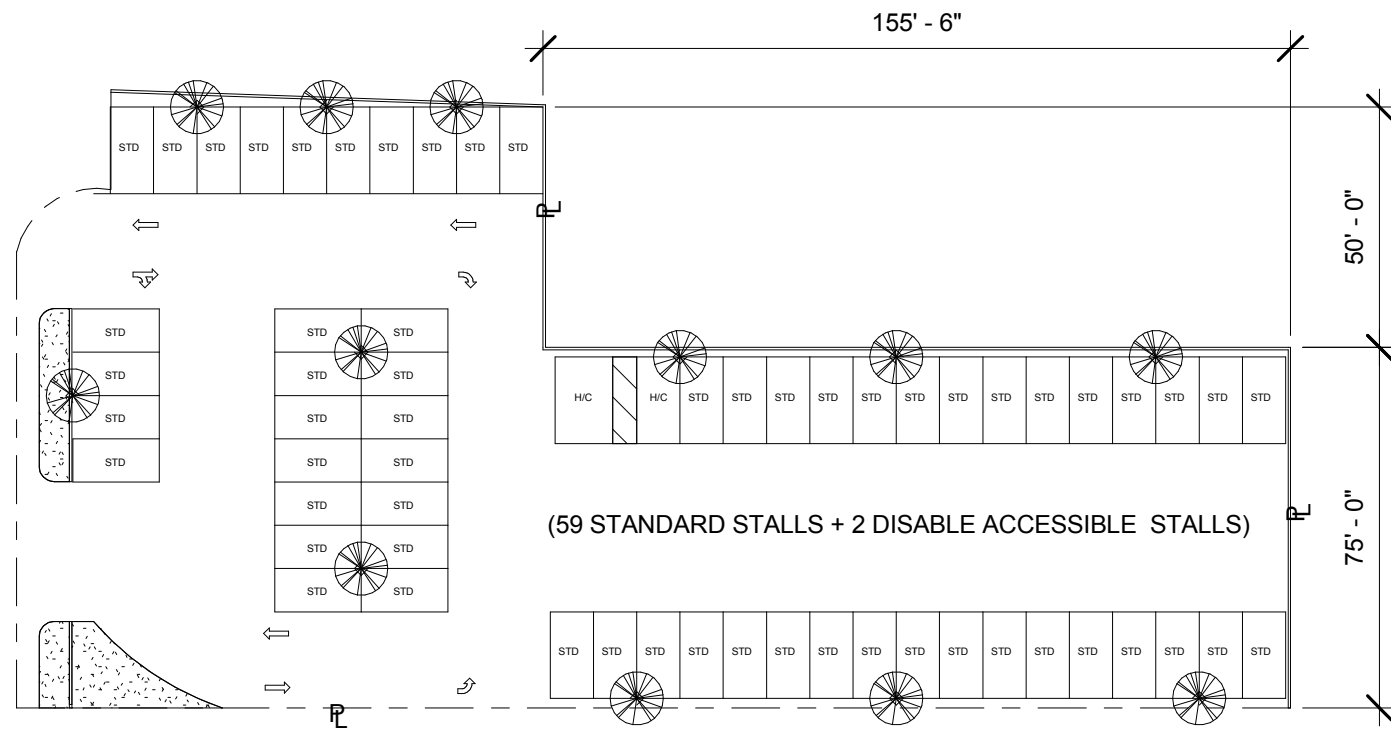 155' - 6"
STD STD STD STD STD STD STD STD STD STD
PL
50' - 0"
STD STD STD
STD STD STD
H/C H/C STD STD STD STD STD STD STD STD STD STD STD STD STD STD
STD STD STD
STD STD STD
STD STD
PL
75' - 0"
(59 STANDARD STALLS + 2 DISABLE ACCESSIBLE STALLS)
STD STD
STD STD
STD STD STD STD STD STD STD STD STD STD STD STD STD STD STD STD STD
PL